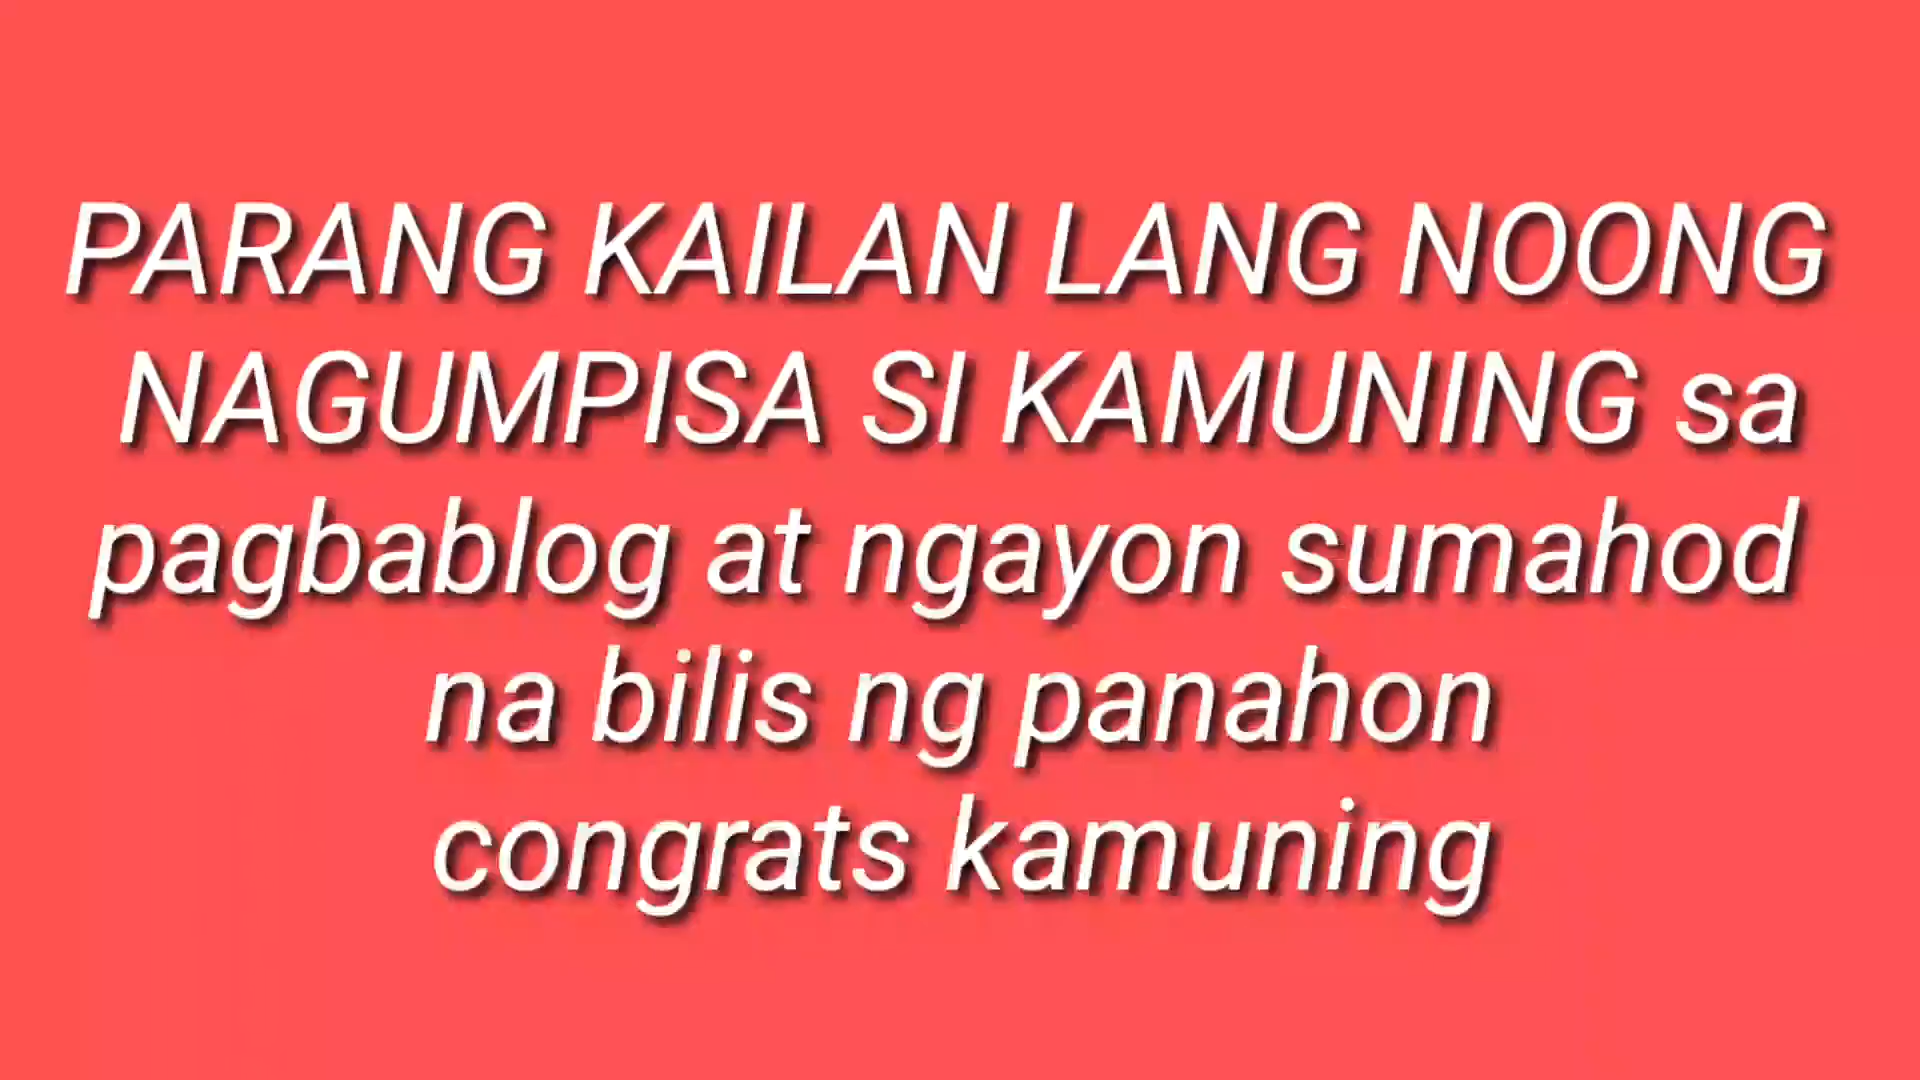 PARANG KAILAN LANG NOONG
NAGUMPISA SI KAMUNING sa
pagbablog at ngayon sumahod
na bilis ng panahon
congrats kamuning